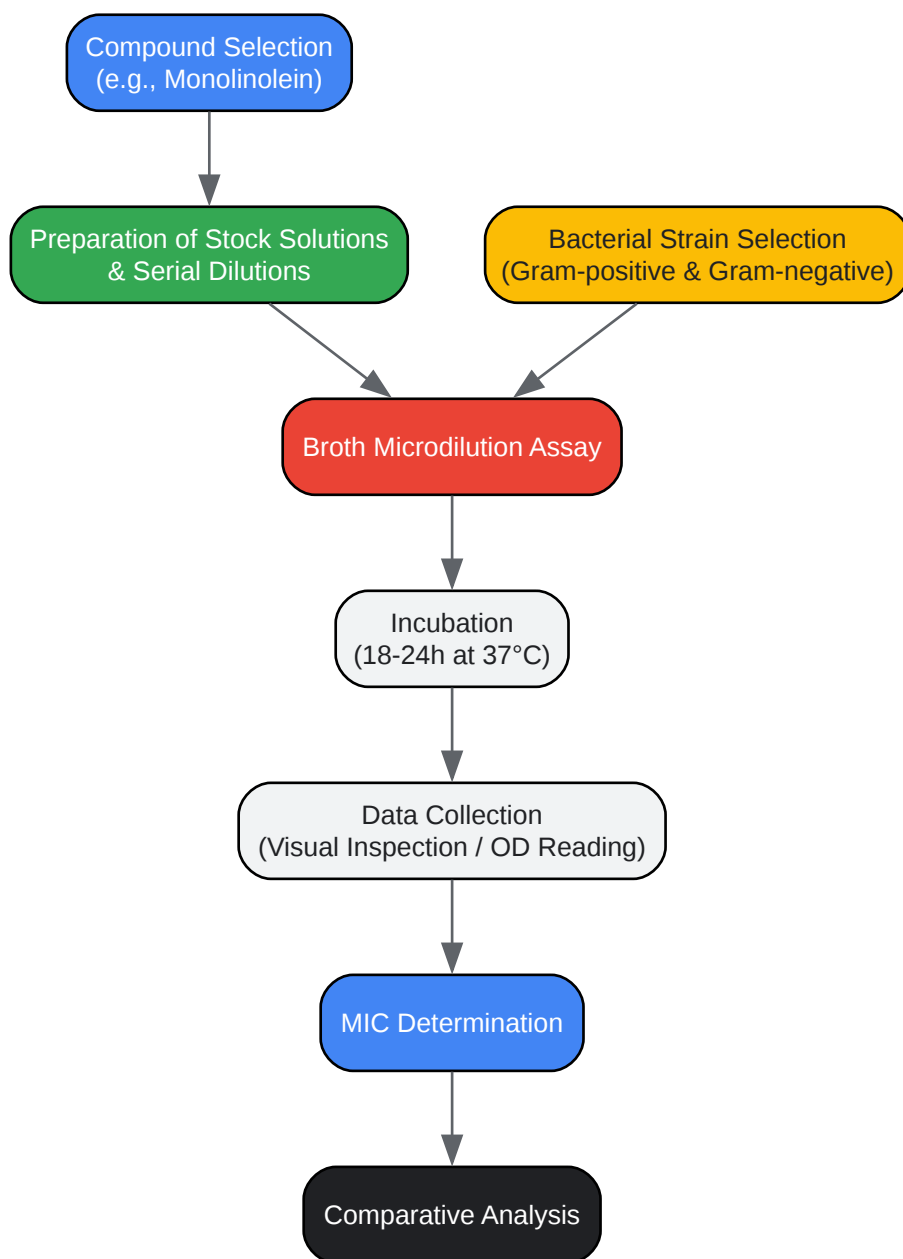 Compound Selection
(e.g., Monolinolein)
Preparation of Stock Solutions
& Serial Dilutions
Bacterial Strain Selection
(Gram-positive & Gram-negative)
Broth Microdilution Assay
Incubation
(18-24h at 37°C)
Data Collection
(Visual Inspection / OD Reading)
MIC Determination
Comparative Analysis